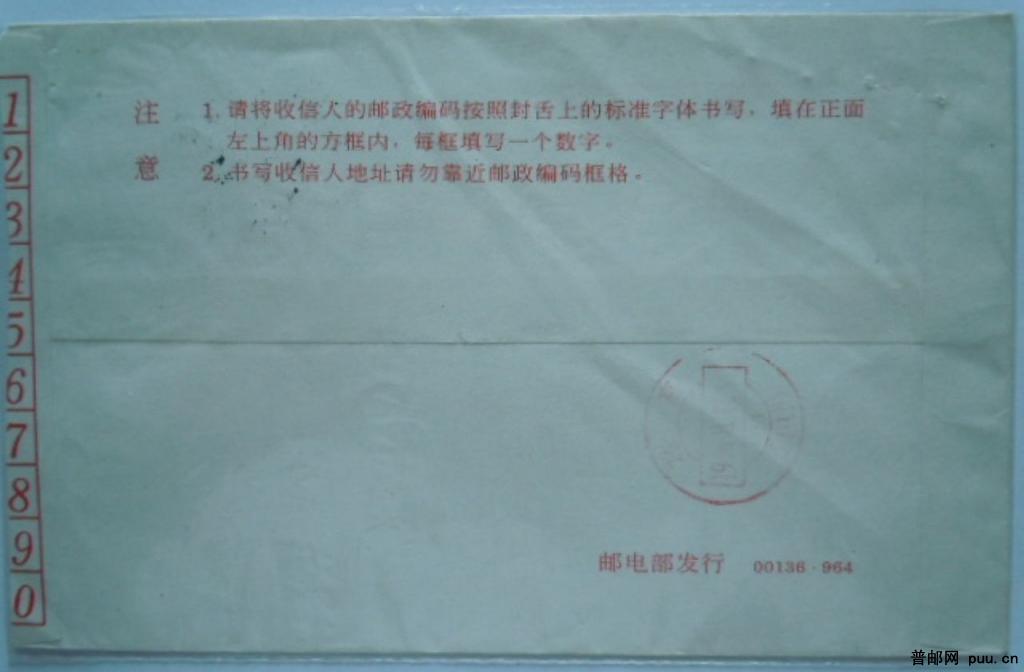 1
2
3
4
5
6
7
8
9
0
注意
1. 请将收信人的邮政编码按照封舌上的标准字体书写，填在正面
左上角的方框内，每框填写一个数字。
2. 书写收信人地址请勿靠近邮政编码框格。
邮电部发行 00136·964
普邮网 puu.cn